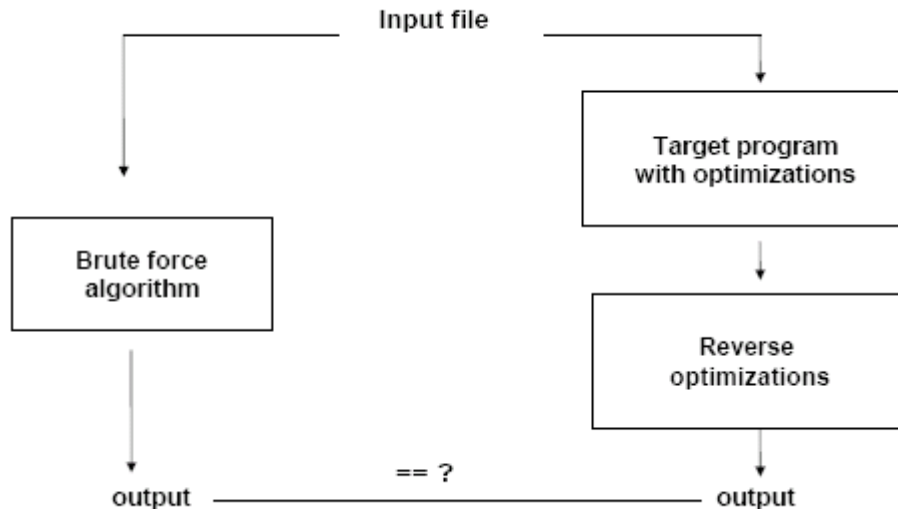 Input file
Target program
with optimizations
Brute force
algorithm
Reverse
optimizations
== ?
output
output